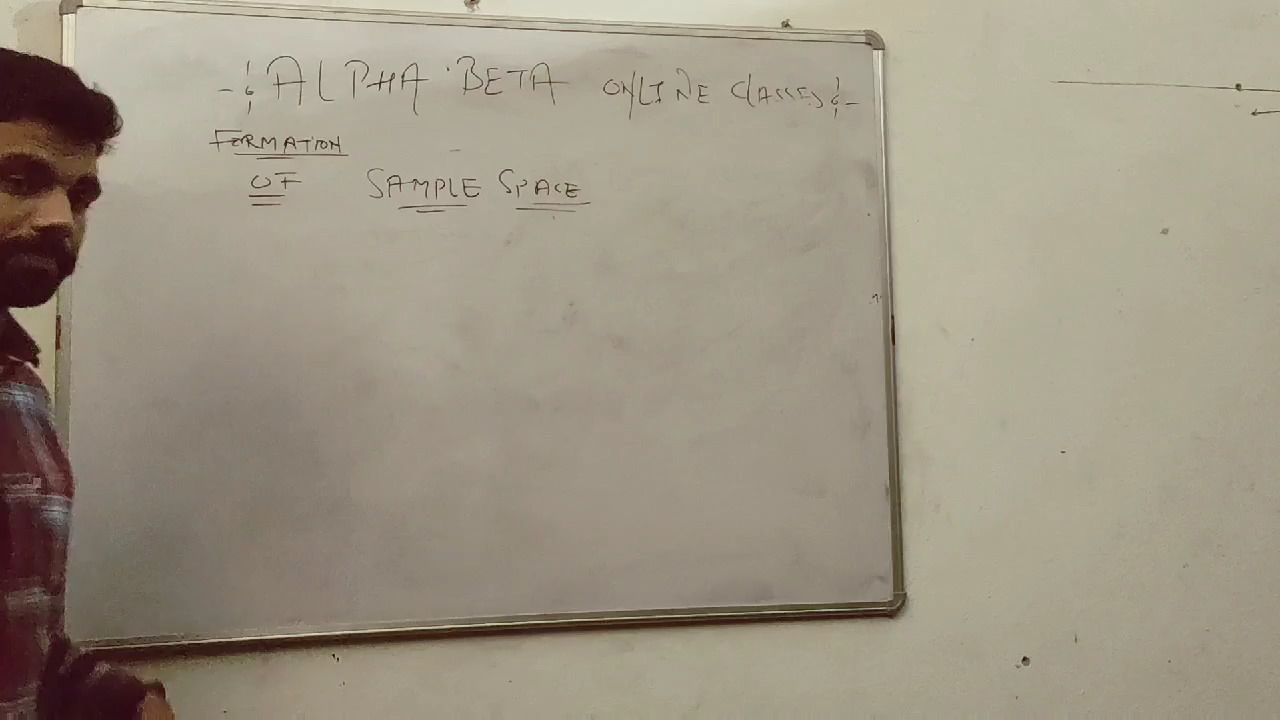 -:ALPHA BETA ONLINE CLASSES:-
FORMATION
OF SAMPLE SPACE